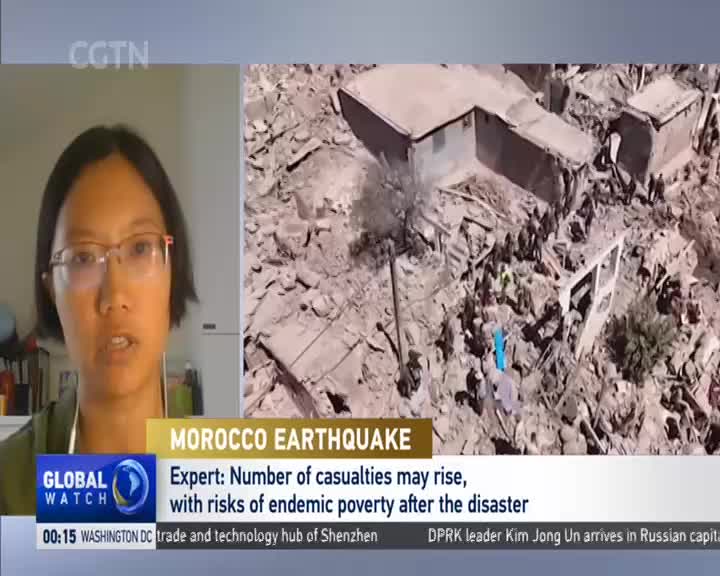 CGTN
MOROCCO EARTHQUAKE
Expert: Number of casualties may rise,
with risks of endemic poverty after the disaster
GLOBAL
WATCH
00:15 WASHINGTON DC trade and technology hub of Shenzhen DPRK leader Kim Jong Un arrives in Russian capita